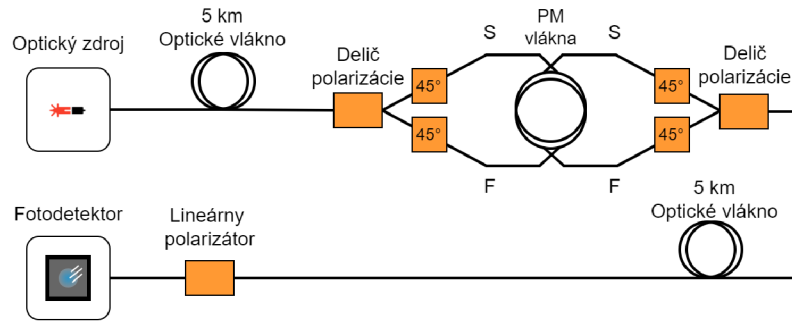 Optický zdroj
5 km
Optické vlákno
Delič
polarizácie
45°
45°
S
F
PM
vlákna
S
F
45°
45°
Delič
polarizácie
Fotodetektor
Lineárny
polarizátor
5 km
Optické vlákno